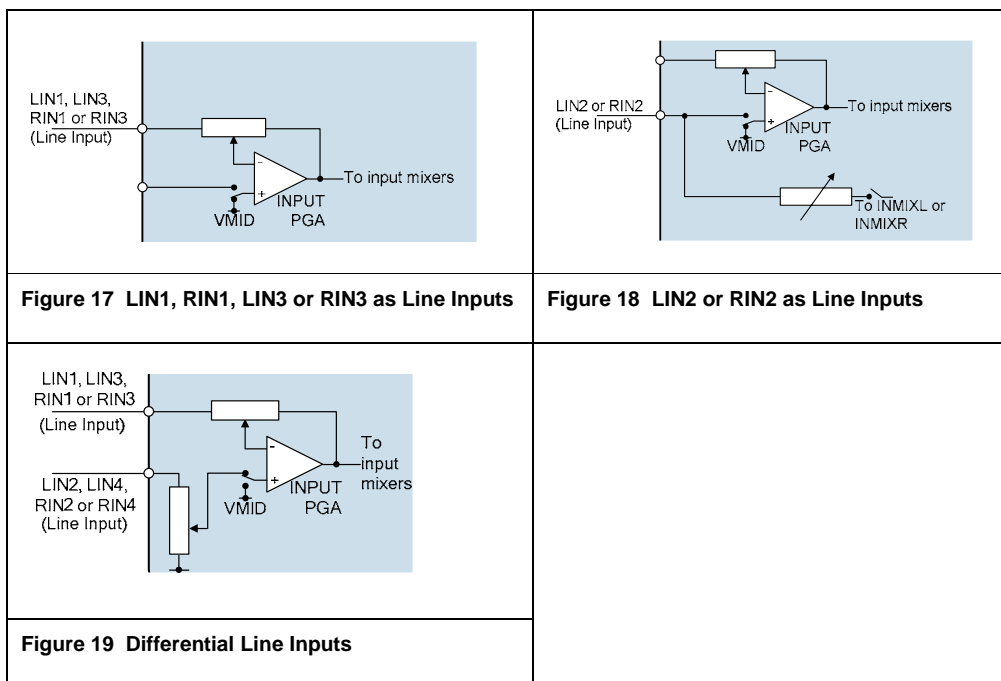 LIN1, LIN3,
RIN1 or RIN3
(Line Input)
-
+
VMID
INPUT
PGA
To input mixers
Figure 17 LIN1, RIN1, LIN3 or RIN3 as Line Inputs
LIN2 or RIN2
(Line Input)
-
+
VMID
INPUT
PGA
To input mixers
To INMIXL or
INMIXR
Figure 18 LIN2 or RIN2 as Line Inputs
LIN1, LIN3,
RIN1 or RIN3
(Line Input)
LIN2, LIN4,
RIN2 or RIN4
(Line Input)
-
+
VMID
INPUT
PGA
To
input
mixers
Figure 19 Differential Line Inputs